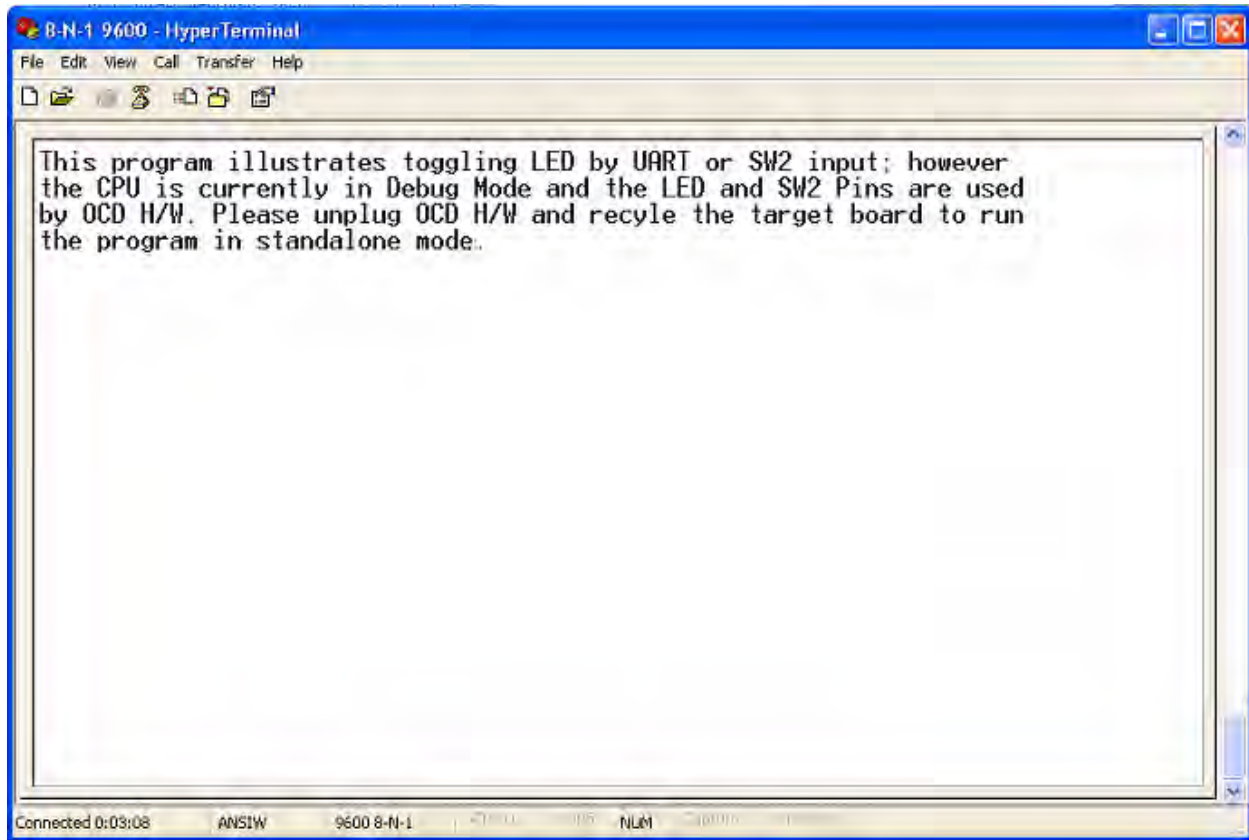 8-N-1 9600 - HyperTerminal
File Edit View Call Transfer Help
This program illustrates toggling LED by UART or SW2 input; however
the CPU is currently in Debug Mode and the LED and SW2 Pins are used
by OCD H/W. Please unplug OCD H/W and recyle the target board to run
the program in standalone mode.
Connected 0:03:08 ANSIW 9600 8-N-1 NUM